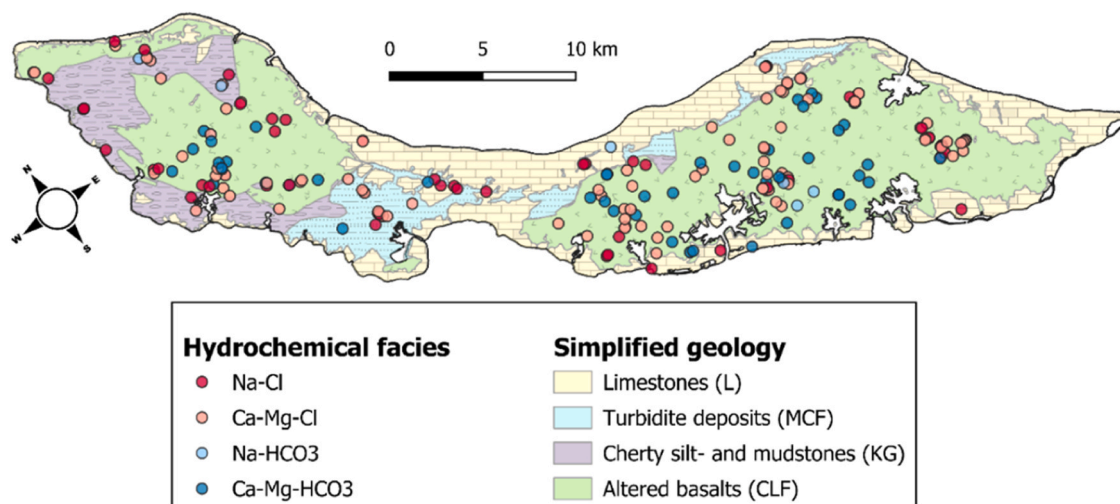 0 5 10 km
N
E
W
S
Hydrochemical facies
Na-Cl
Ca-Mg-Cl
Na-HCO3
Ca-Mg-HCO3
Simplified geology
Limestones (L)
Turbidite deposits (MCF)
Cherty silt- and mudstones (KG)
Altered basalts (CLF)